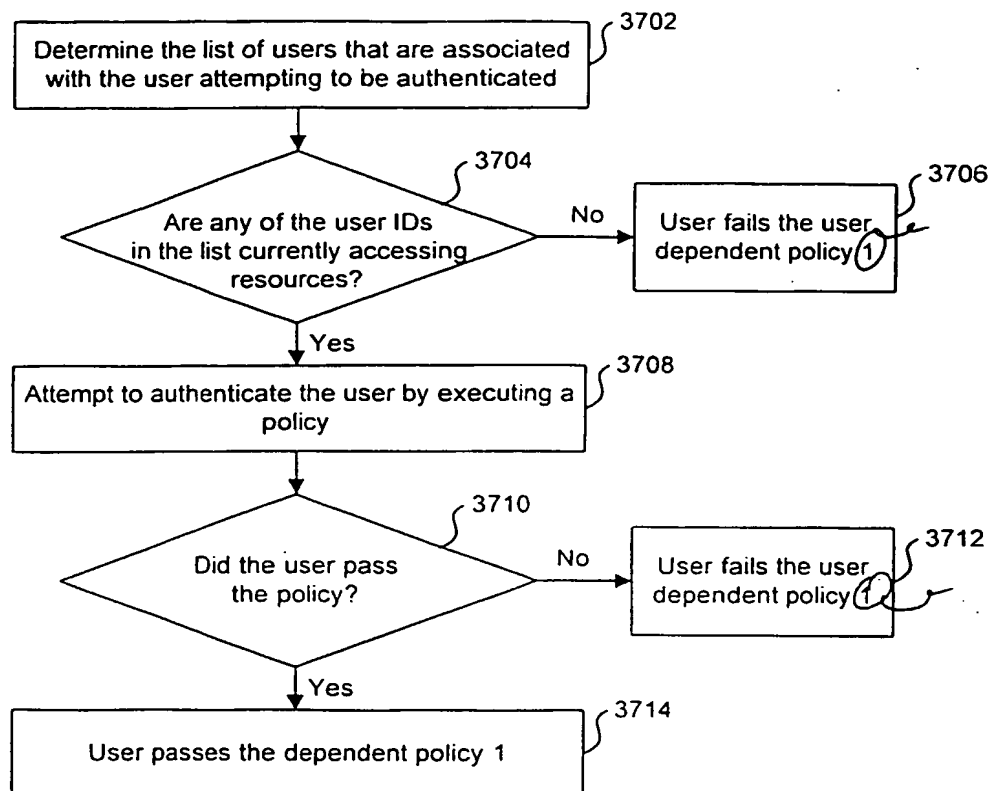 3702
Determine the list of users that are associated
with the user attempting to be authenticated
3704
Are any of the user IDs
in the list currently accessing
resources?
No
3706
User fails the user
dependent policy 1
Yes
3708
Attempt to authenticate the user by executing a
policy
3710
Did the user pass
the policy?
No
3712
User fails the user
dependent policy 1
Yes
3714
User passes the dependent policy 1